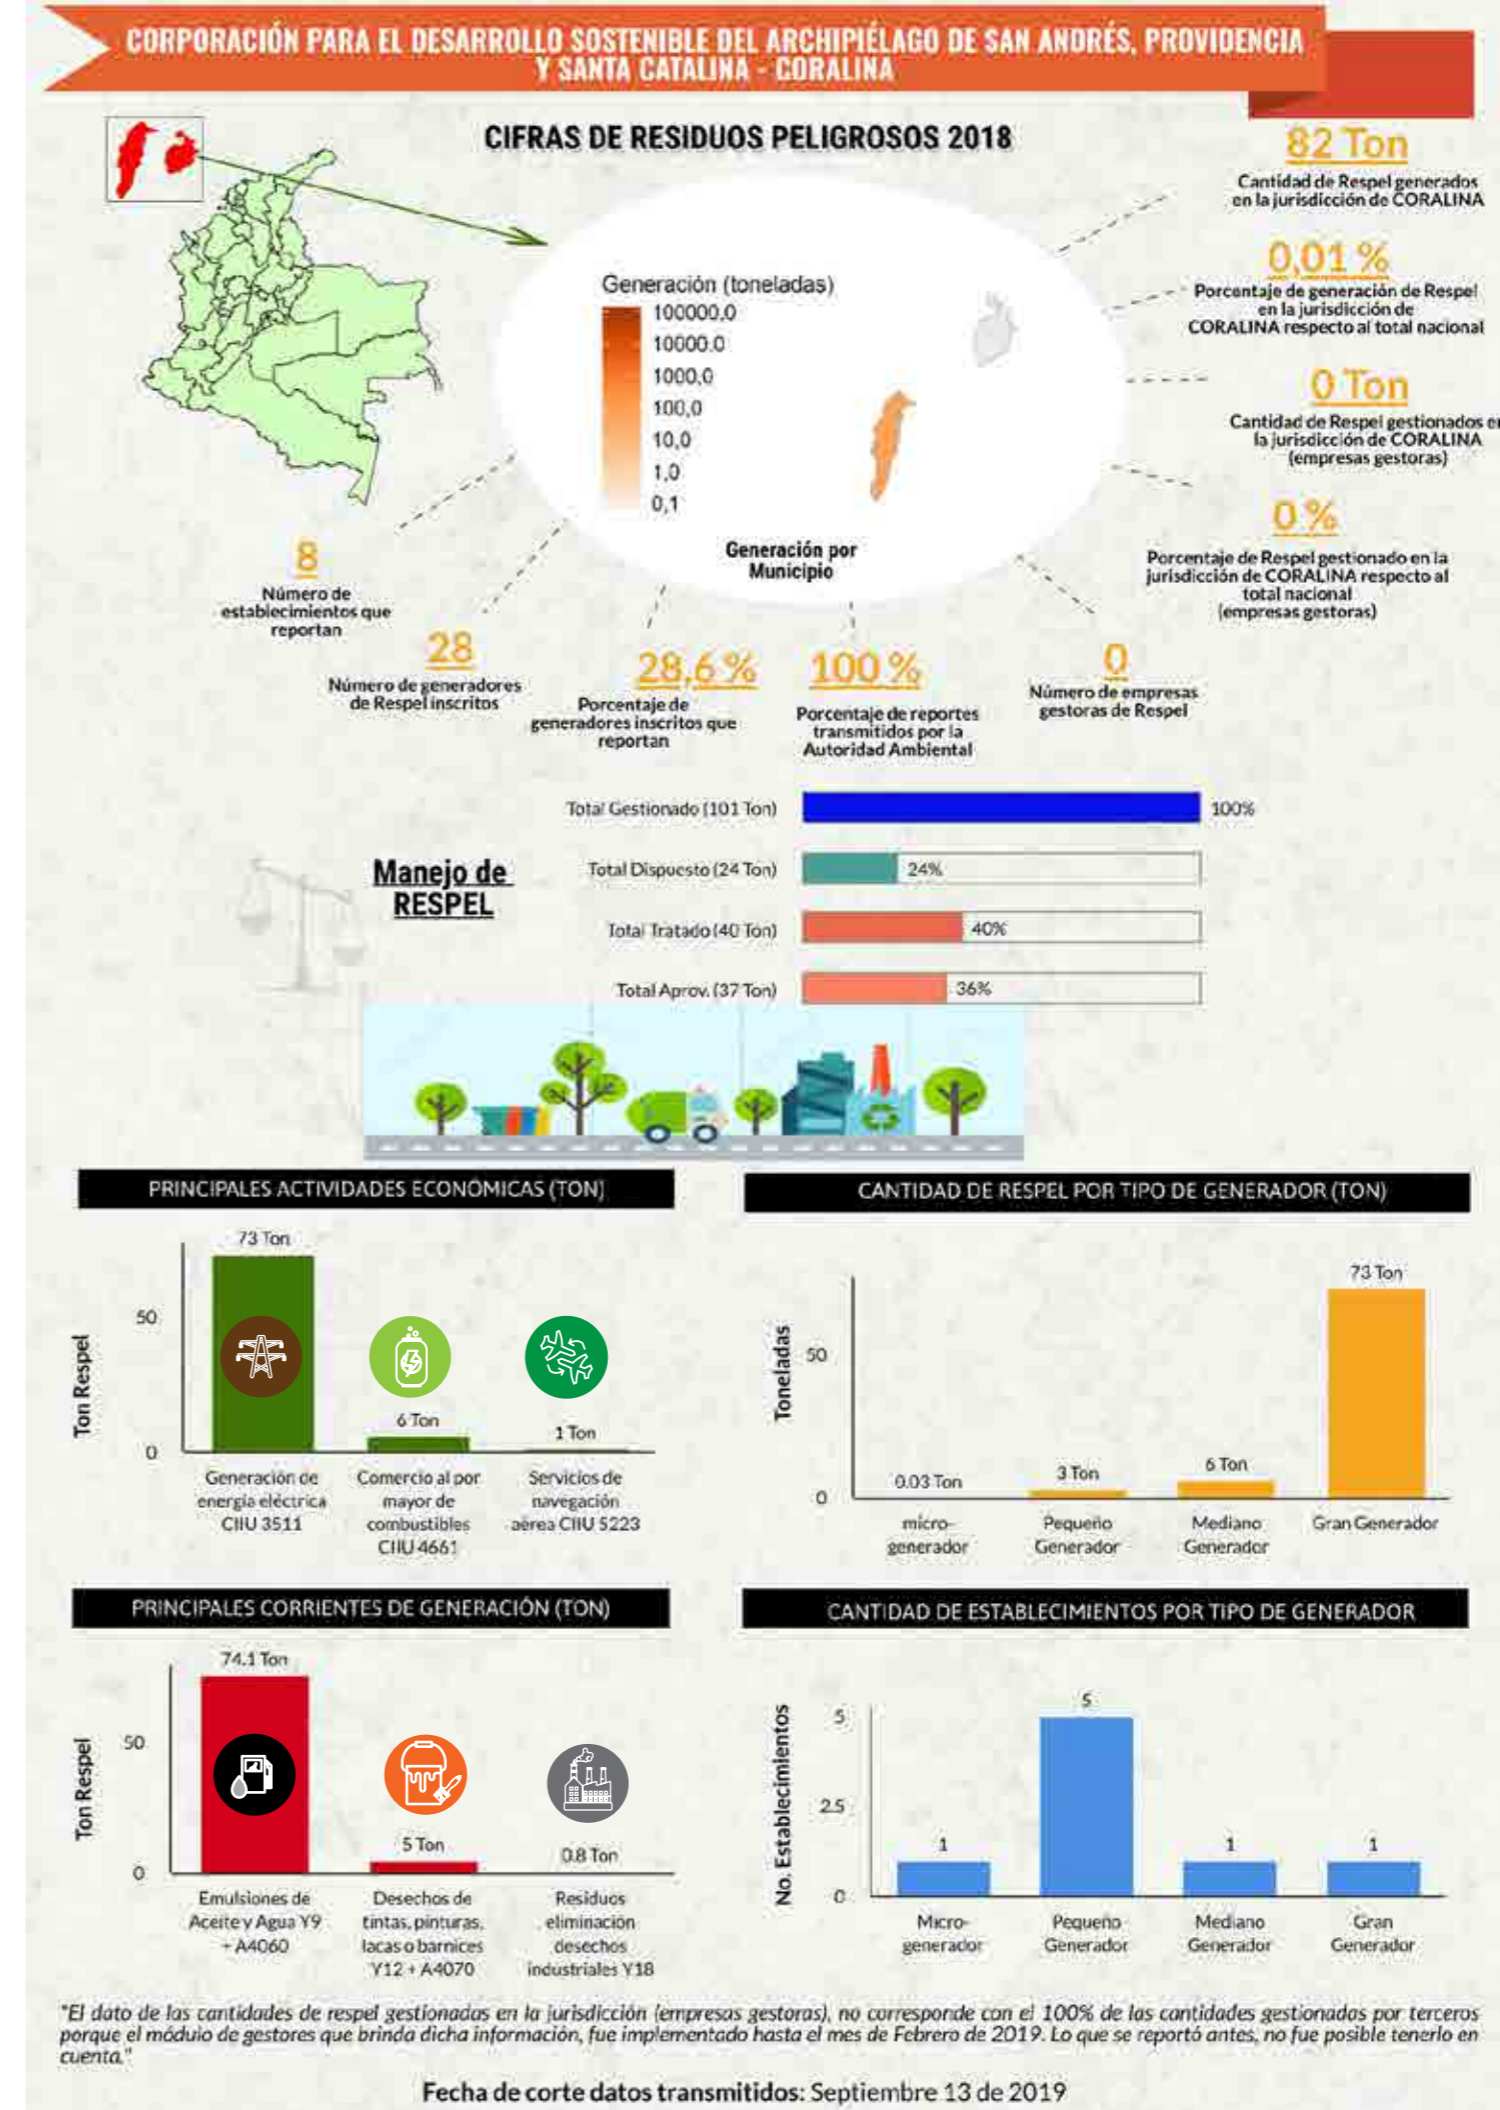 CORPORACIÓN PARA EL DESARROLLO SOSTENIBLE DEL ARCHIPIÉLAGO DE SAN ANDRÉS, PROVIDENCIA
Y SANTA CATALINA - CORALINA
CIFRAS DE RESIDUOS PELIGROSOS 2018
82 Ton
Cantidad de Respel generados
en la jurisdicción de CORALINA
0,01 %
Porcentaje de generación de Respel
en la jurisdicción de
CORALINA respecto al total nacional
0 Ton
Cantidad de Respel gestionados en
la jurisdicción de CORALINA
(empresas gestoras)
0 %
Porcentaje de Respel gestionado en la
jurisdicción de CORALINA respecto al
total nacional
(empresas gestoras)
Generación (toneladas)
100000,0
10000,0
1000,0
100,0
10,0
1,0
0,1
Generación por
Municipio
8
Número de
establecimientos que
reportan
28
Número de generadores
de Respel inscritos
28,6 %
Porcentaje de
generadores inscritos que
reportan
100 %
Porcentaje de reportes
transmitidos por la
Autoridad Ambiental
0
Número de empresas
gestoras de Respel
Manejo de
RESPEL
Total Gestionado (101 Ton)
100%
Total Dispuesto (24 Ton)
24%
Total Tratado (40 Ton)
40%
Total Aprov. (37 Ton)
36%
PRINCIPALES ACTIVIDADES ECONÓMICAS (TON)
73 Ton
50
6 Ton
1 Ton
0
Ton Respel
Generación de
energía eléctrica
CIIU 3511
Comercio al por
mayor de
combustibles
CIIU 4661
Servicios de
navegación
aérea CIIU 5223
CANTIDAD DE RESPEL POR TIPO DE GENERADOR (TON)
73 Ton
50
0.03 Ton
3 Ton
6 Ton
0
Toneladas
micro-
generador
Pequeño
Generador
Mediano
Generador
Gran Generador
PRINCIPALES CORRIENTES DE GENERACIÓN (TON)
74.1 Ton
50
5 Ton
0.8 Ton
0
Ton Respel
Emulsiones de
Aceite y Agua Y9
+ A4060
Desechos de
tintas, pinturas,
lacas o barnices
Y12 + A4070
Residuos
eliminación
desechos
industriales Y18
CANTIDAD DE ESTABLECIMIENTOS POR TIPO DE GENERADOR
5
5
2.5
1
1
1
0
No. Establecimientos
Micro-
generador
Pequeño
Generador
Mediano
Generador
Gran
Generador
"El dato de las cantidades de respel gestionadas en la jurisdicción (empresas gestoras), no corresponde con el 100% de las cantidades gestionadas por terceros
porque el módulo de gestores que brinda dicha información, fue implementado hasta el mes de Febrero de 2019. Lo que se reportó antes, no fue posible tenerlo en
cuenta."
Fecha de corte datos transmitidos: Septiembre 13 de 2019